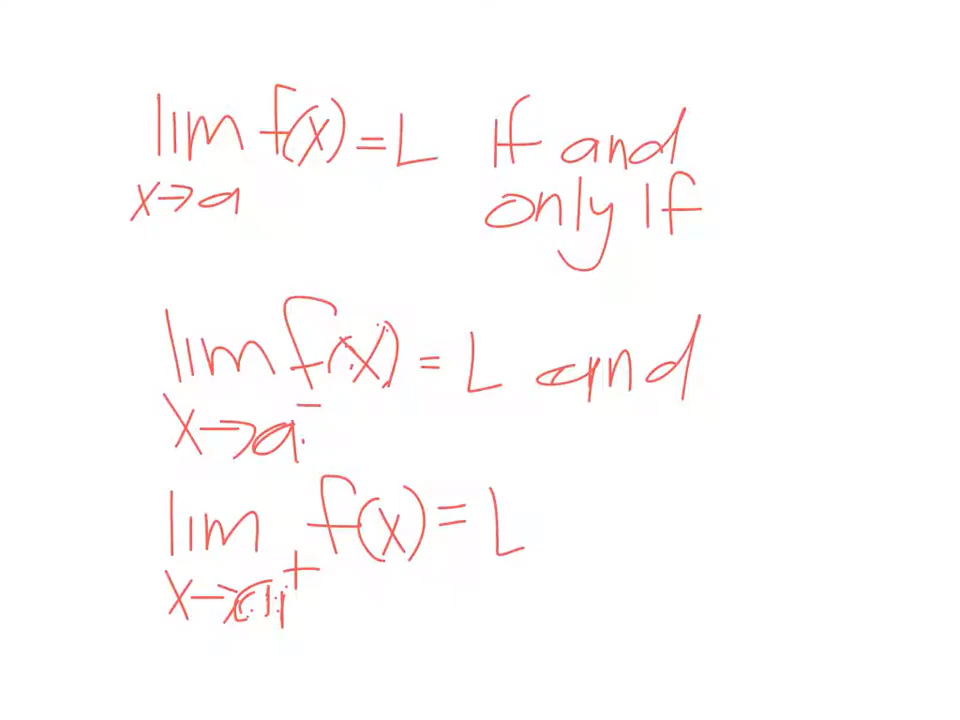 lim f(x) = L If and
x→a only If
lim f(x) = L and
x→a⁻
lim f(x) = L
x→a⁺